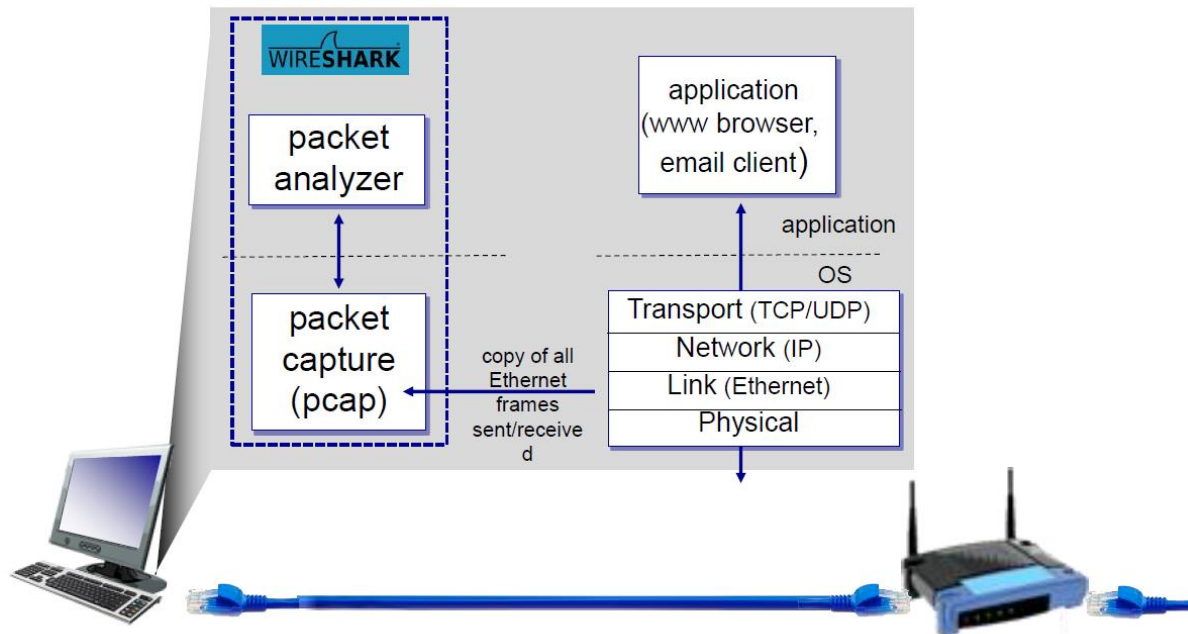 WIRESHARK
packet
analyzer
packet
capture
(pcap)
copy of all
Ethernet
frames
sent/receive
d
application
(www browser,
email client)
application
OS
Transport (TCP/UDP)
Network (IP)
Link (Ethernet)
Physical